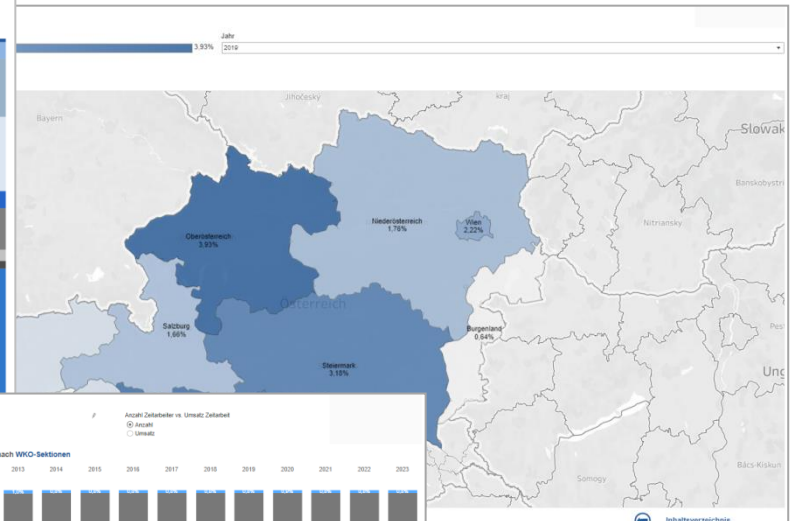 Jahr
3,93%
2019
Jihočeský
kraj
Bayern
Slowak
Banskobystri
Nitriansky
Niederösterreich
1,76%
Wien
2,22%
Oberösterreich
3,93%
Österreich
Salzburg
1,66%
Burgenland
0,64%
Pest
Steiermark
3,18%
Ung
// Anzahl Zeitarbeiter vs. Umsatz Zeitarbeit
Anzahl
Umsatz
nach WKO-Sektionen
2013 2014 2015 2016 2017 2018 2019 2020 2021 2022 2023
Somogy
Bács-Kiskun
Inhaltsverzeichnis